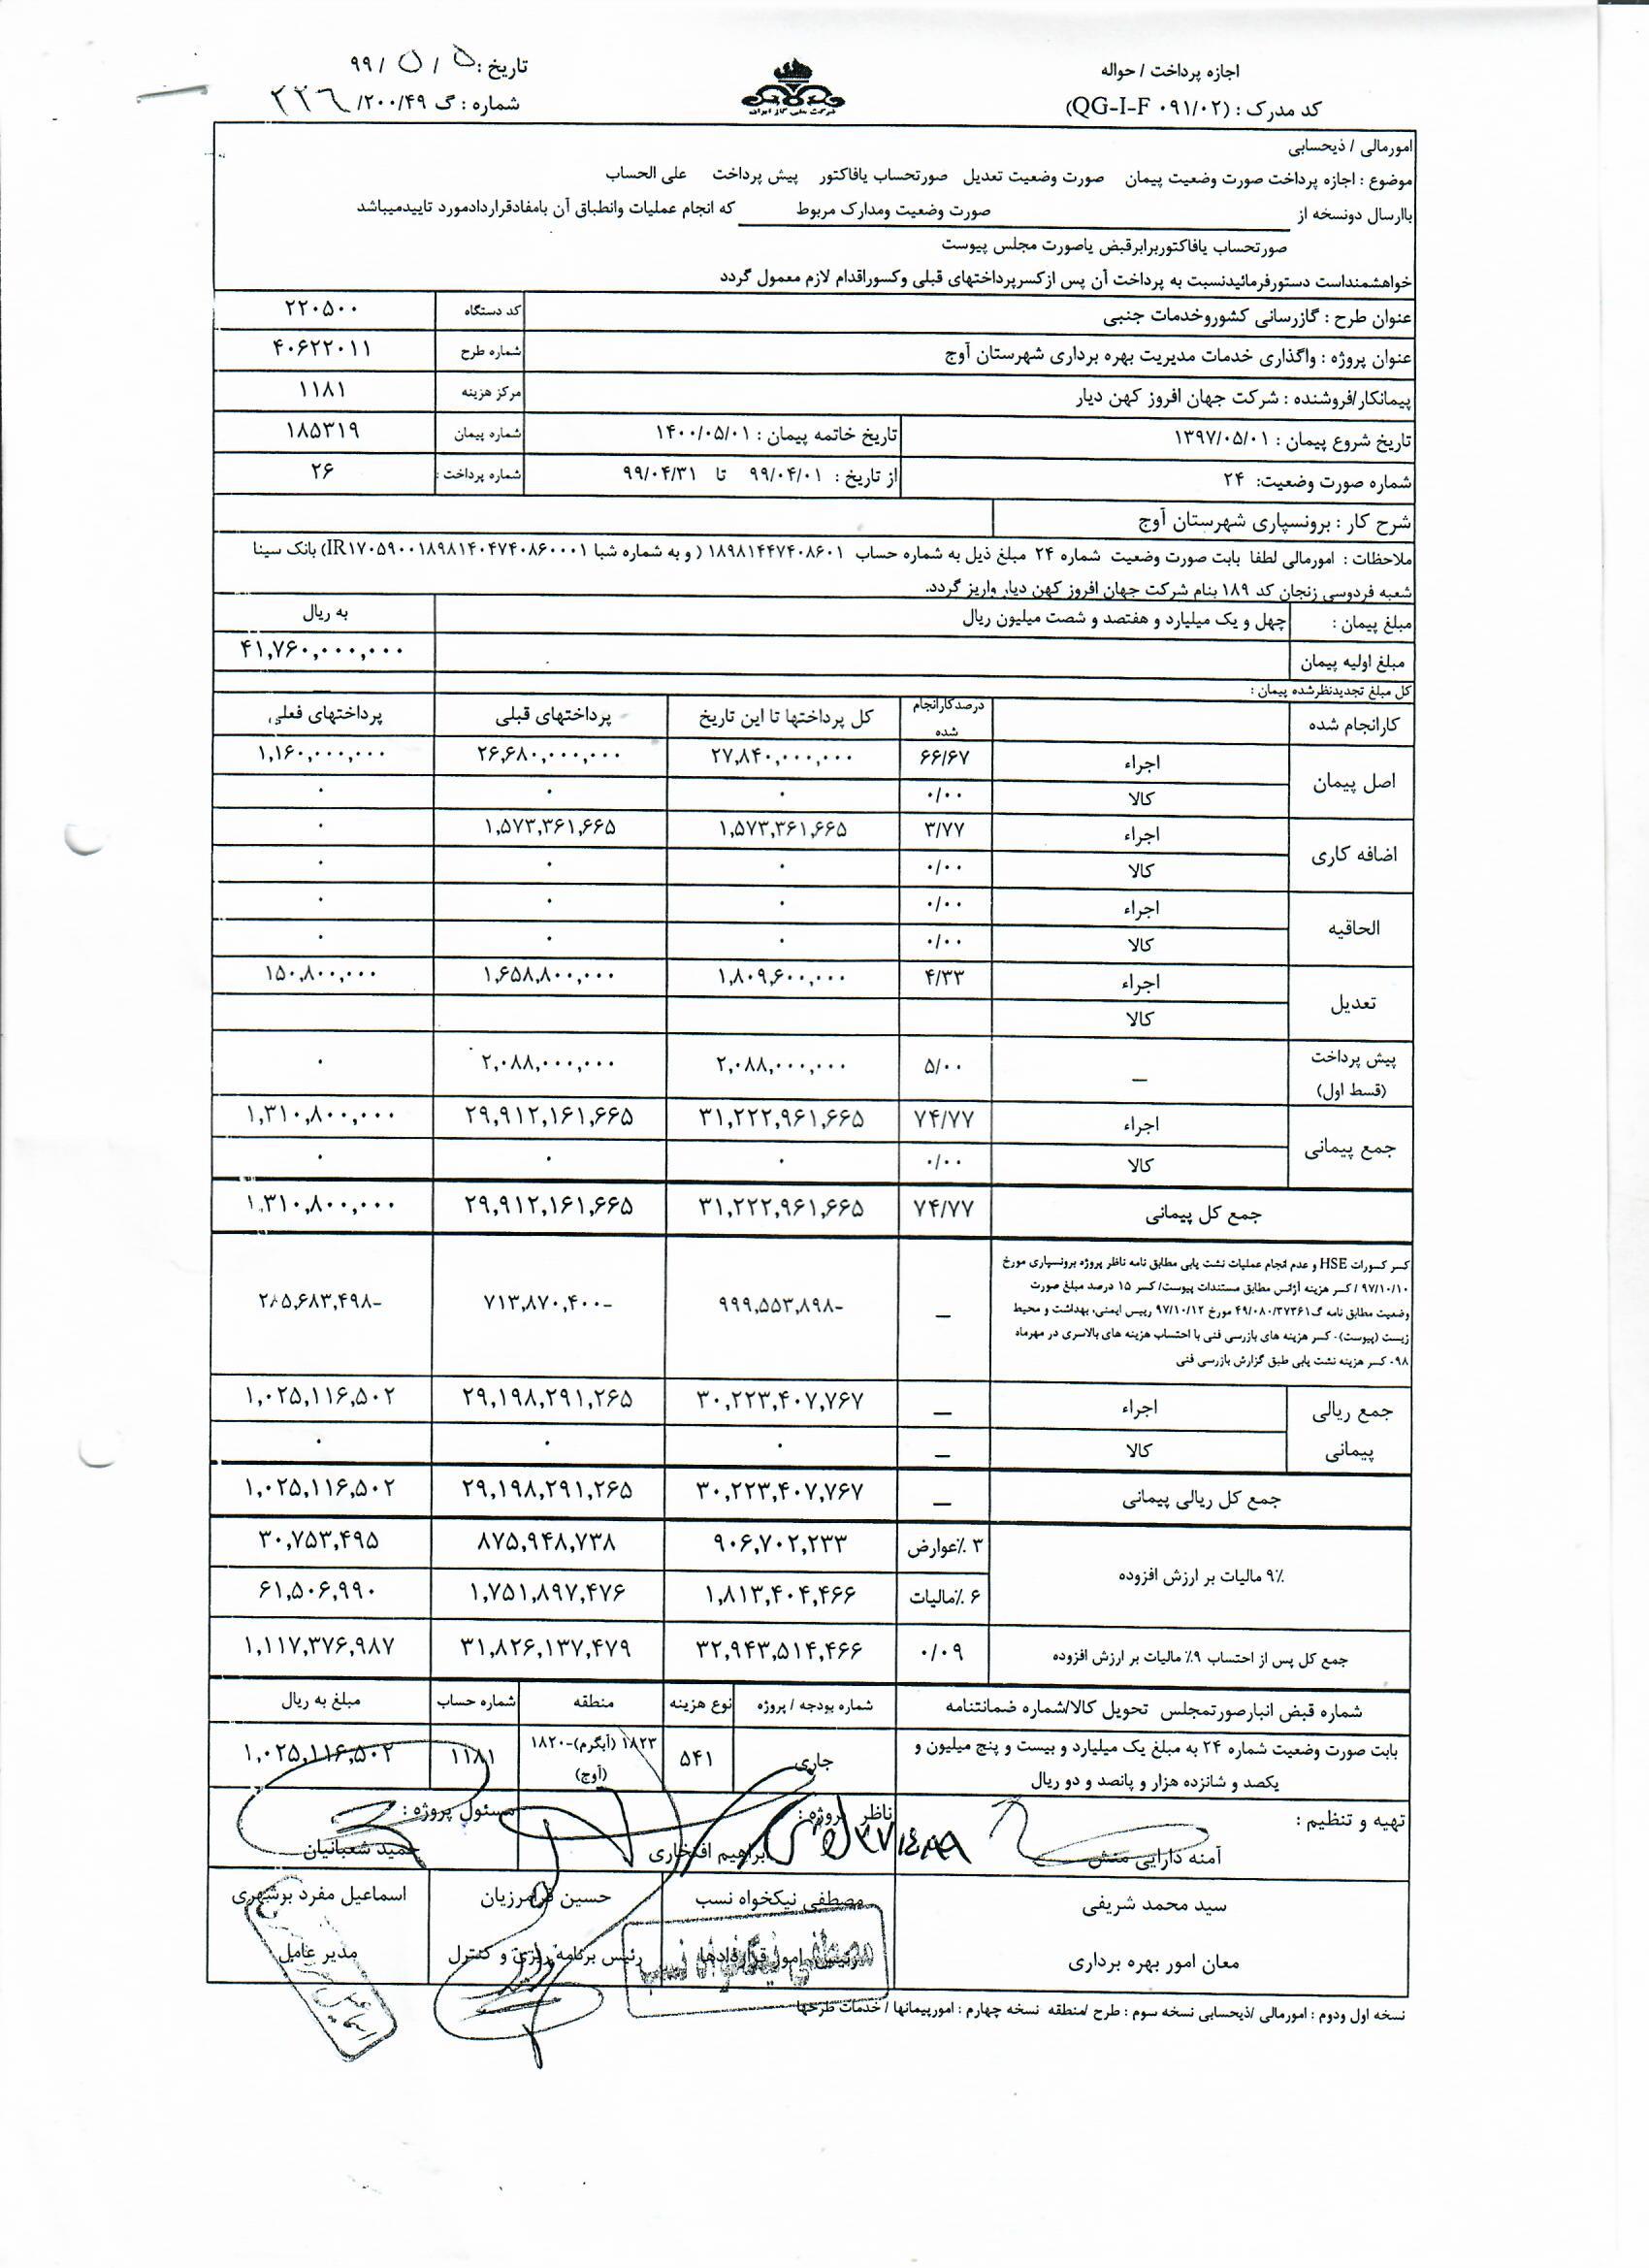 اجازه پرداخت / حواله
کد مدرک : (QG-I-F ۰۹۱/۰۲)
شرکت ملی گاز ایران
تاریخ : ۹۹/ ۵ / ۵
شماره : گ ۲۰۰/۴۹/ ۲۲۶
امورمالی / ذیحسابی
موضوع : اجازه پرداخت صورت وضعیت پیمان صورت وضعیت تعدیل صورتحساب یافاکتور پیش پرداخت علی الحساب
باارسال دونسخه از صورت وضعیت ومدارک مربوط که انجام عملیات وانطباق آن بامفادقراردادمورد تاییدمیباشد
صورتحساب یافاکتوربرابرقبض یاصورت مجلس پیوست
خواهشمنداست دستورفرمائیدنسبت به پرداخت آن پس ازکسرپرداختهای قبلی وکسوراقدام لازم معمول گردد
عنوان طرح : گازرسانی کشوروخدمات جنبی کد دستگاه ۲۲۰۵۰۰
عنوان پروژه : واگذاری خدمات مدیریت بهره برداری شهرستان آوج شماره طرح ۴۰۶۲۲۰۱۱
پیمانکار/فروشنده : شرکت جهان افروز کهن دیار مرکز هزینه ۱۱۸۱
تاریخ شروع پیمان : ۱۳۹۷/۰۵/۰۱ تاریخ خاتمه پیمان : ۱۴۰۰/۰۵/۰۱ شماره پیمان ۱۸۵۳۱۹
شماره صورت وضعیت: ۲۴ از تاریخ : ۹۹/۰۴/۰۱ تا ۹۹/۰۴/۳۱ شماره پرداخت : ۲۶
شرح کار : برونسپاری شهرستان آوج
ملاحظات : امورمالی لطفا بابت صورت وضعیت شماره ۲۴ مبلغ ذیل به شماره حساب ۱۸۹۸۱۴۴۷۴۰۸۶۰۱ ( و به شماره شبا IR۱۷۰۵۹۰۰۱۸۹۸۱۴۰۴۷۴۰۸۶۰۰۰۱) بانک سینا
شعبه فردوسی زنجان کد ۱۸۹ بنام شرکت جهان افروز کهن دیار واریز گردد.
مبلغ پیمان : چهل و یک میلیارد و هفتصد و شصت میلیون ریال به ریال
مبلغ اولیه پیمان ۴۱,۷۶۰,۰۰۰,۰۰۰
کل مبلغ تجدیدنظرشده پیمان : —
کارانجام شده درصدکارانجام شده کل پرداختها تا این تاریخ پرداختهای قبلی پرداختهای فعلی
اصل پیمان اجراء ۶۶/۶۷ ۲۷,۸۴۰,۰۰۰,۰۰۰ ۲۶,۶۸۰,۰۰۰,۰۰۰ ۱,۱۶۰,۰۰۰,۰۰۰
کالا ۰/۰۰ ۰ ۰ ۰
اضافه کاری اجراء ۳/۷۷ ۱,۵۷۳,۳۶۱,۶۶۵ ۱,۵۷۳,۳۶۱,۶۶۵ ۰
کالا ۰/۰۰ ۰ ۰ ۰
الحاقیه اجراء ۰/۰۰ ۰ ۰ ۰
کالا ۰/۰۰ ۰ ۰ ۰
تعدیل اجراء ۴/۳۳ ۱,۸۰۹,۶۰۰,۰۰۰ ۱,۶۵۸,۸۰۰,۰۰۰ ۱۵۰,۸۰۰,۰۰۰
کالا
پیش پرداخت (قسط اول) — ۵/۰۰ ۲,۰۸۸,۰۰۰,۰۰۰ ۲,۰۸۸,۰۰۰,۰۰۰ ۰
جمع پیمانی اجراء ۷۴/۷۷ ۳۱,۲۲۲,۹۶۱,۶۶۵ ۲۹,۹۱۲,۱۶۱,۶۶۵ ۱,۳۱۰,۸۰۰,۰۰۰
کالا ۰/۰۰ ۰ ۰ ۰
جمع کل پیمانی ۷۴/۷۷ ۳۱,۲۲۲,۹۶۱,۶۶۵ ۲۹,۹۱۲,۱۶۱,۶۶۵ ۱,۳۱۰,۸۰۰,۰۰۰
کسر کسورات HSE و عدم انجام عملیات نشت یابی مطابق نامه ناظر پروژه برونسپاری مورخ
۹۷/۱۰/۱۰ / کسر هزینه آژانس مطابق مستندات پیوست/ کسر ۱۵ درصد مبلغ صورت
وضعیت مطابق نامه گ۴۹/۰۸۰/۳۷۳۶۱ مورخ ۹۷/۱۰/۱۲ رییس ایمنی، بهداشت و محیط
زیست (پیوست)- کسر هزینه های بازرسی فنی با احتساب هزینه های بالاسری در مهرماه
۹۸- کسر هزینه نشت یابی طبق گزارش بازرسی فنی
— ۹۹۹,۵۵۳,۸۹۸- ۷۱۳,۸۷۰,۴۰۰- ۲۸۵,۶۸۳,۴۹۸-
جمع ریالی پیمانی اجراء — ۳۰,۲۲۳,۴۰۷,۷۶۷ ۲۹,۱۹۸,۲۹۱,۲۶۵ ۱,۰۲۵,۱۱۶,۵۰۲
کالا — ۰ ۰ ۰
جمع کل ریالی پیمانی — ۳۰,۲۲۳,۴۰۷,۷۶۷ ۲۹,۱۹۸,۲۹۱,۲۶۵ ۱,۰۲۵,۱۱۶,۵۰۲
۹٪ مالیات بر ارزش افزوده ۳ ٪عوارض ۹۰۶,۷۰۲,۲۳۳ ۸۷۵,۹۴۸,۷۳۸ ۳۰,۷۵۳,۴۹۵
۶ ٪مالیات ۱,۸۱۳,۴۰۴,۴۶۶ ۱,۷۵۱,۸۹۷,۴۷۶ ۶۱,۵۰۶,۹۹۰
جمع کل پس از احتساب ۹٪ مالیات بر ارزش افزوده ۰/۰۹ ۳۲,۹۴۳,۵۱۴,۴۶۶ ۳۱,۸۲۶,۱۳۷,۴۷۹ ۱,۱۱۷,۳۷۶,۹۸۷
شماره قبض انبارصورتمجلس تحویل کالا/شماره ضمانتنامه شماره بودجه / پروژه نوع هزینه منطقه شماره حساب مبلغ به ریال
بابت صورت وضعیت شماره ۲۴ به مبلغ یک میلیارد و بیست و پنج میلیون و
یکصد و شانزده هزار و پانصد و دو ریال
جاری ۵۴۱ ۱۸۲۳ (آبگرم)-۱۸۲۰ (آوج) ۱۱۸۱ ۱,۰۲۵,۱۱۶,۵۰۲
تهیه و تنظیم : ناظر پروژه : مسئول پروژه :
آمنه دارایی منش ابراهیم افتخاری حمید شعبانیان
سید محمد شریفی مصطفی نیکخواه نسب حسین فرامرزیان اسماعیل مفرد بوشهری
معان امور بهره برداری رئیس امور قراردادها رئیس برنامه ریزی و کنترل مدیر عامل
مصطفی نیکخواه نسب
نسخه اول ودوم : امورمالی /ذیحسابی نسخه سوم : طرح /منطقه نسخه چهارم : امورپیمانها / خدمات طرحها